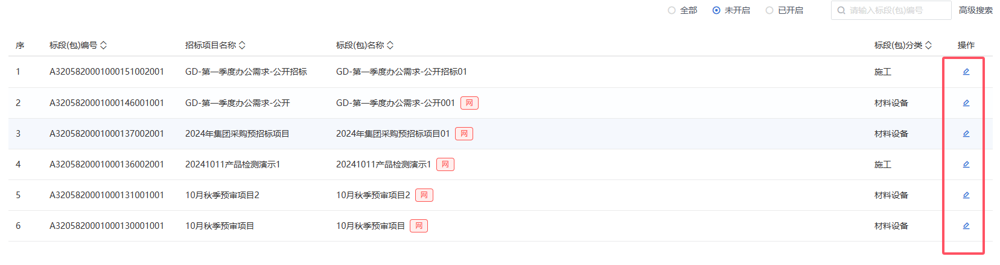 全部 未开启 已开启 请输入标段(包)编号 高级搜索
序 标段(包)编号 招标项目名称 标段(包)名称 标段(包)分类 操作
1 A3205820001000151002001 GD-第一季度办公需求-公开招标 GD-第一季度办公需求-公开招标01 施工
2 A3205820001000146001001 GD-第一季度办公需求-公开 GD-第一季度办公需求-公开001 网 材料设备
3 A3205820001000137002001 2024年集团采购预招标项目 2024年集团采购预招标项目01 网 材料设备
4 A3205820001000136002001 20241011产品检测演示1 20241011产品检测演示1 网 施工
5 A3205820001000131001001 10月秋季预审项目2 10月秋季预审项目2 网 材料设备
6 A3205820001000130001001 10月秋季预审项目 10月秋季预审项目 网 材料设备